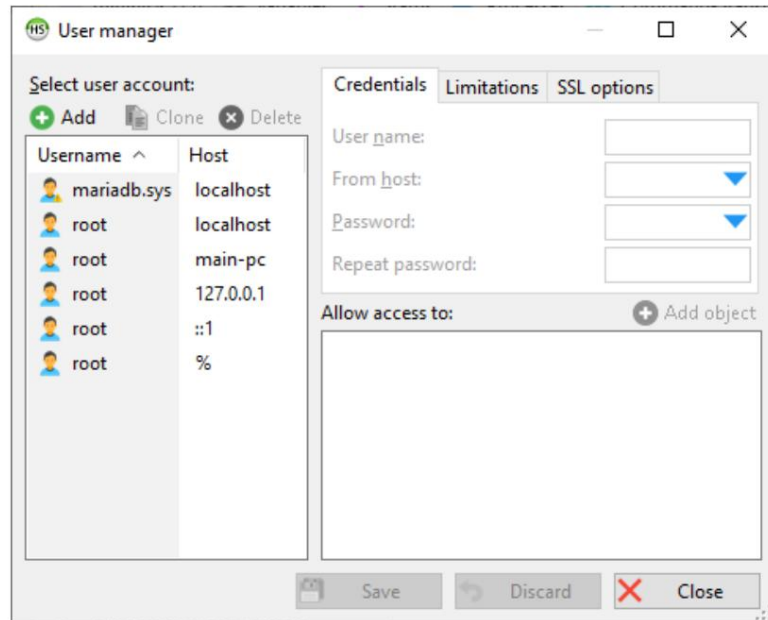 HS User manager
Select user account:
Add Clone Delete
Username Host
mariadb.sys localhost
root localhost
root main-pc
root 127.0.0.1
root ::1
root %
Credentials Limitations SSL options
User name:
From host:
Password:
Repeat password:
Allow access to: Add object
Save Discard Close